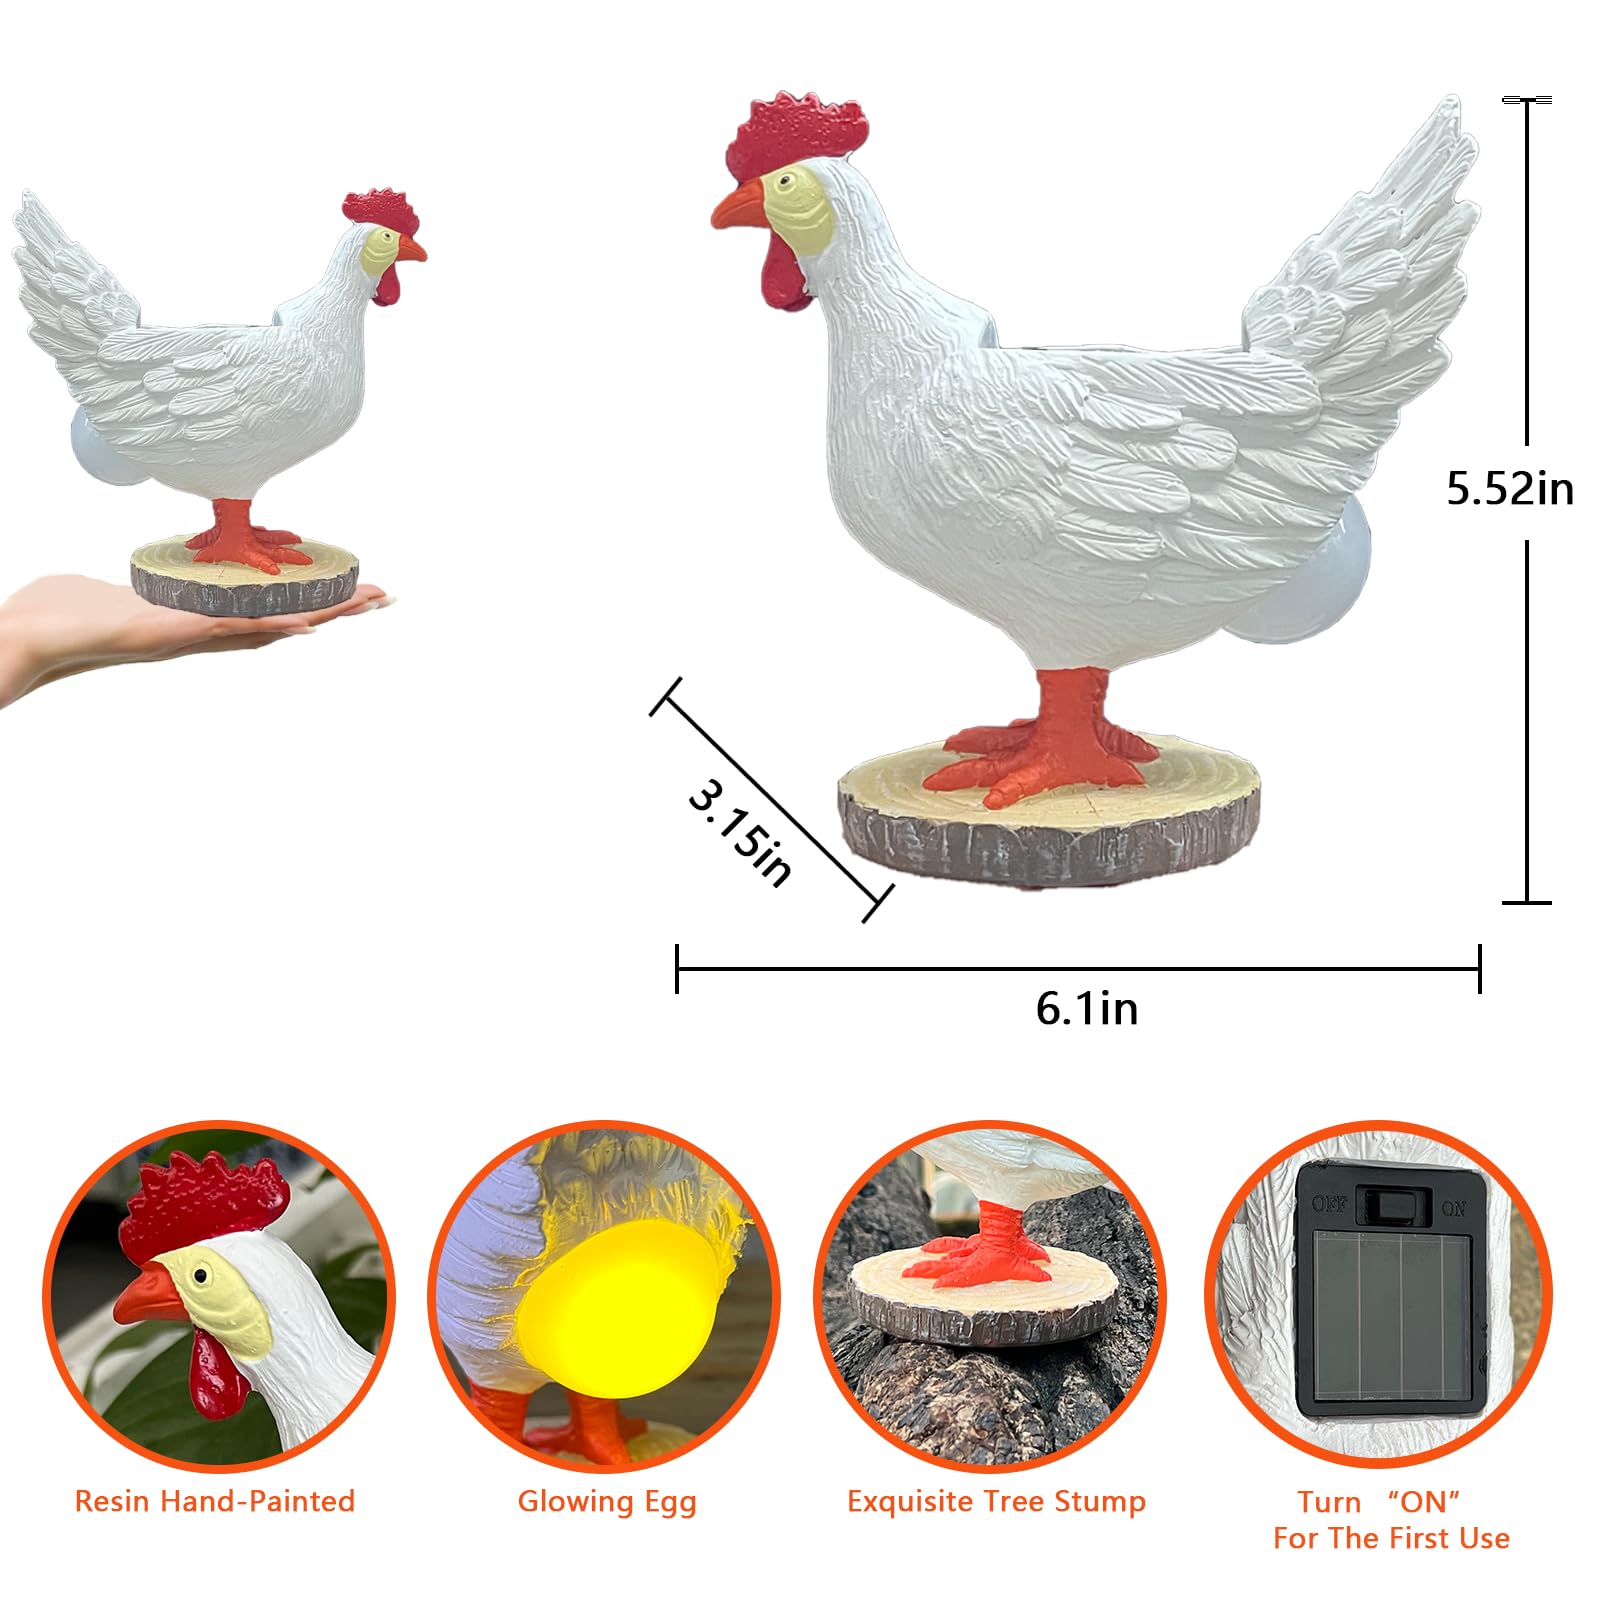 5.52in
3.15in
6.1in
OFF
ON
Resin Hand-Painted
Glowing Egg
Exquisite Tree Stump
Turn “ON”
For The First Use